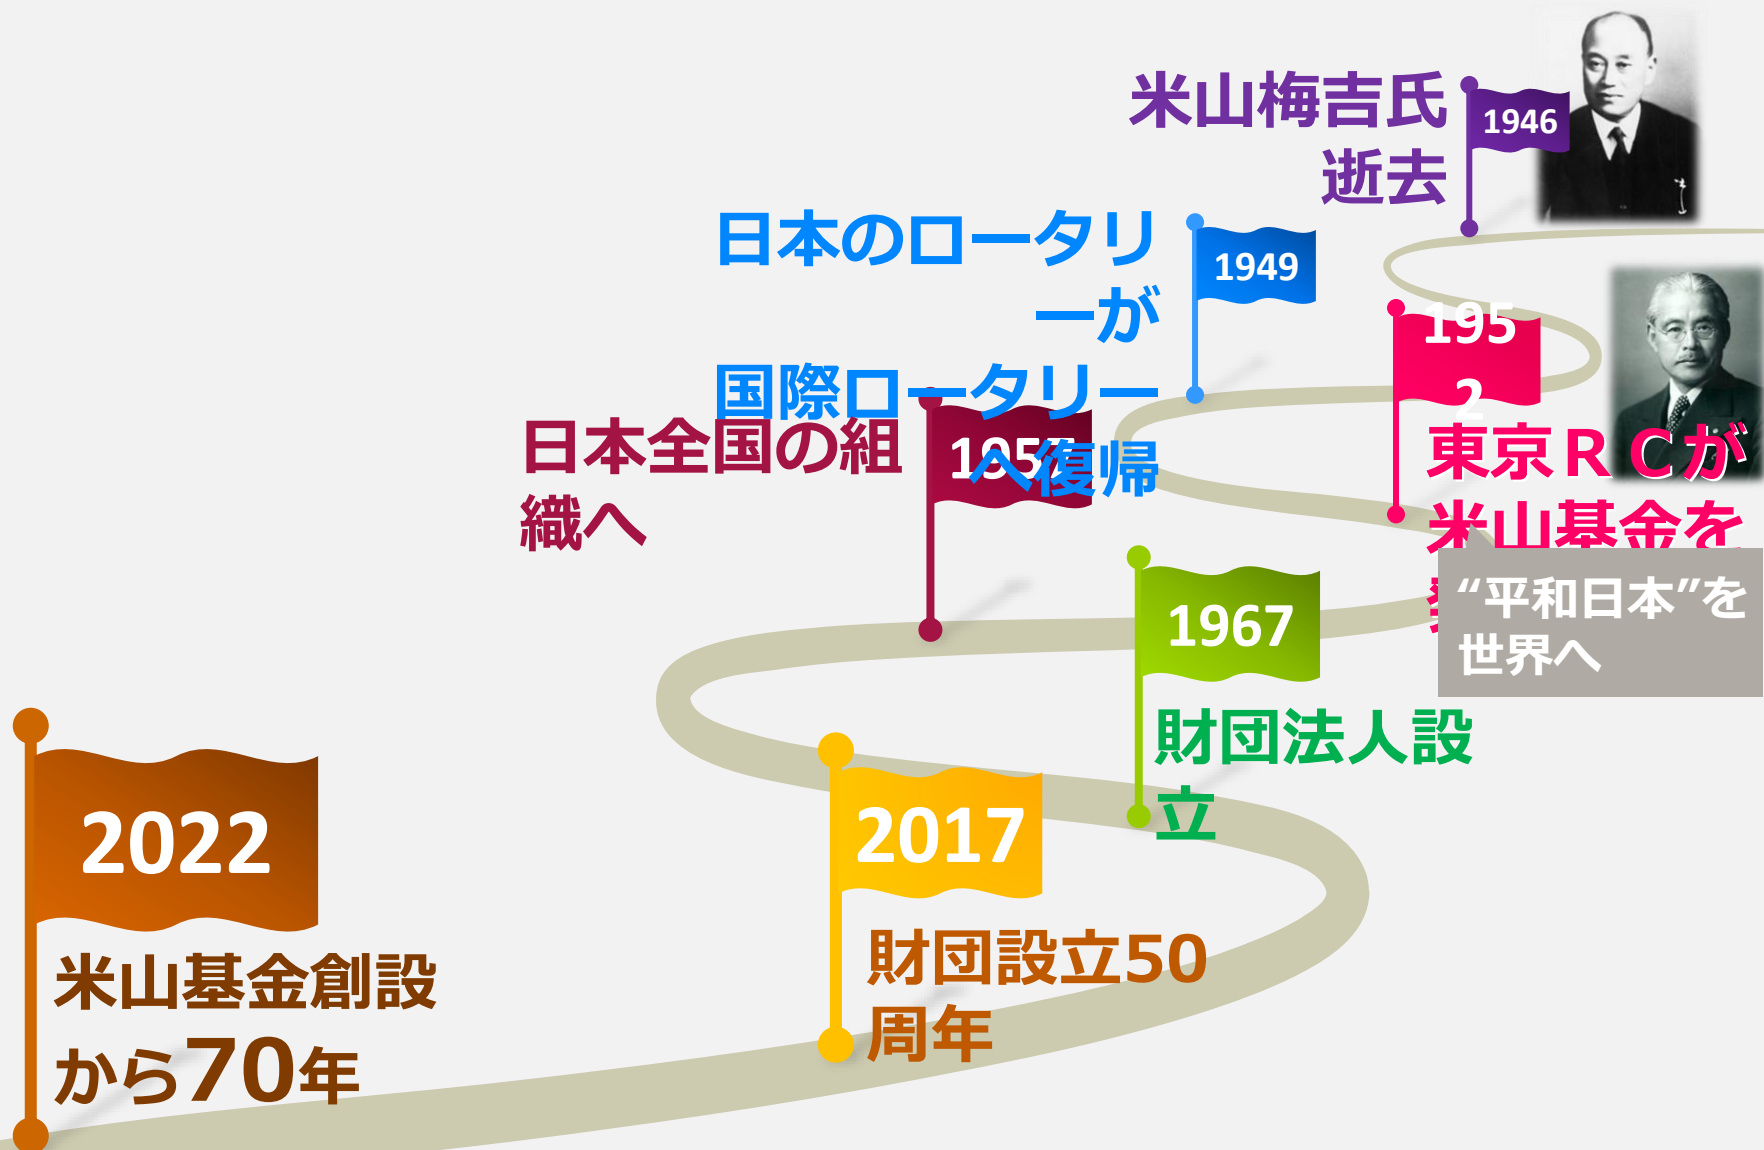 米山梅吉氏
逝去
1946
日本のロータリ
ーが
国際ロータリー
へ復帰
1949
195
2
東京ＲＣが
米山基金を
“平和日本”を
世界へ
日本全国の組
織へ
1957
1967
財団法人設
立
2017
財団設立50
周年
2022
米山基金創設
から70年